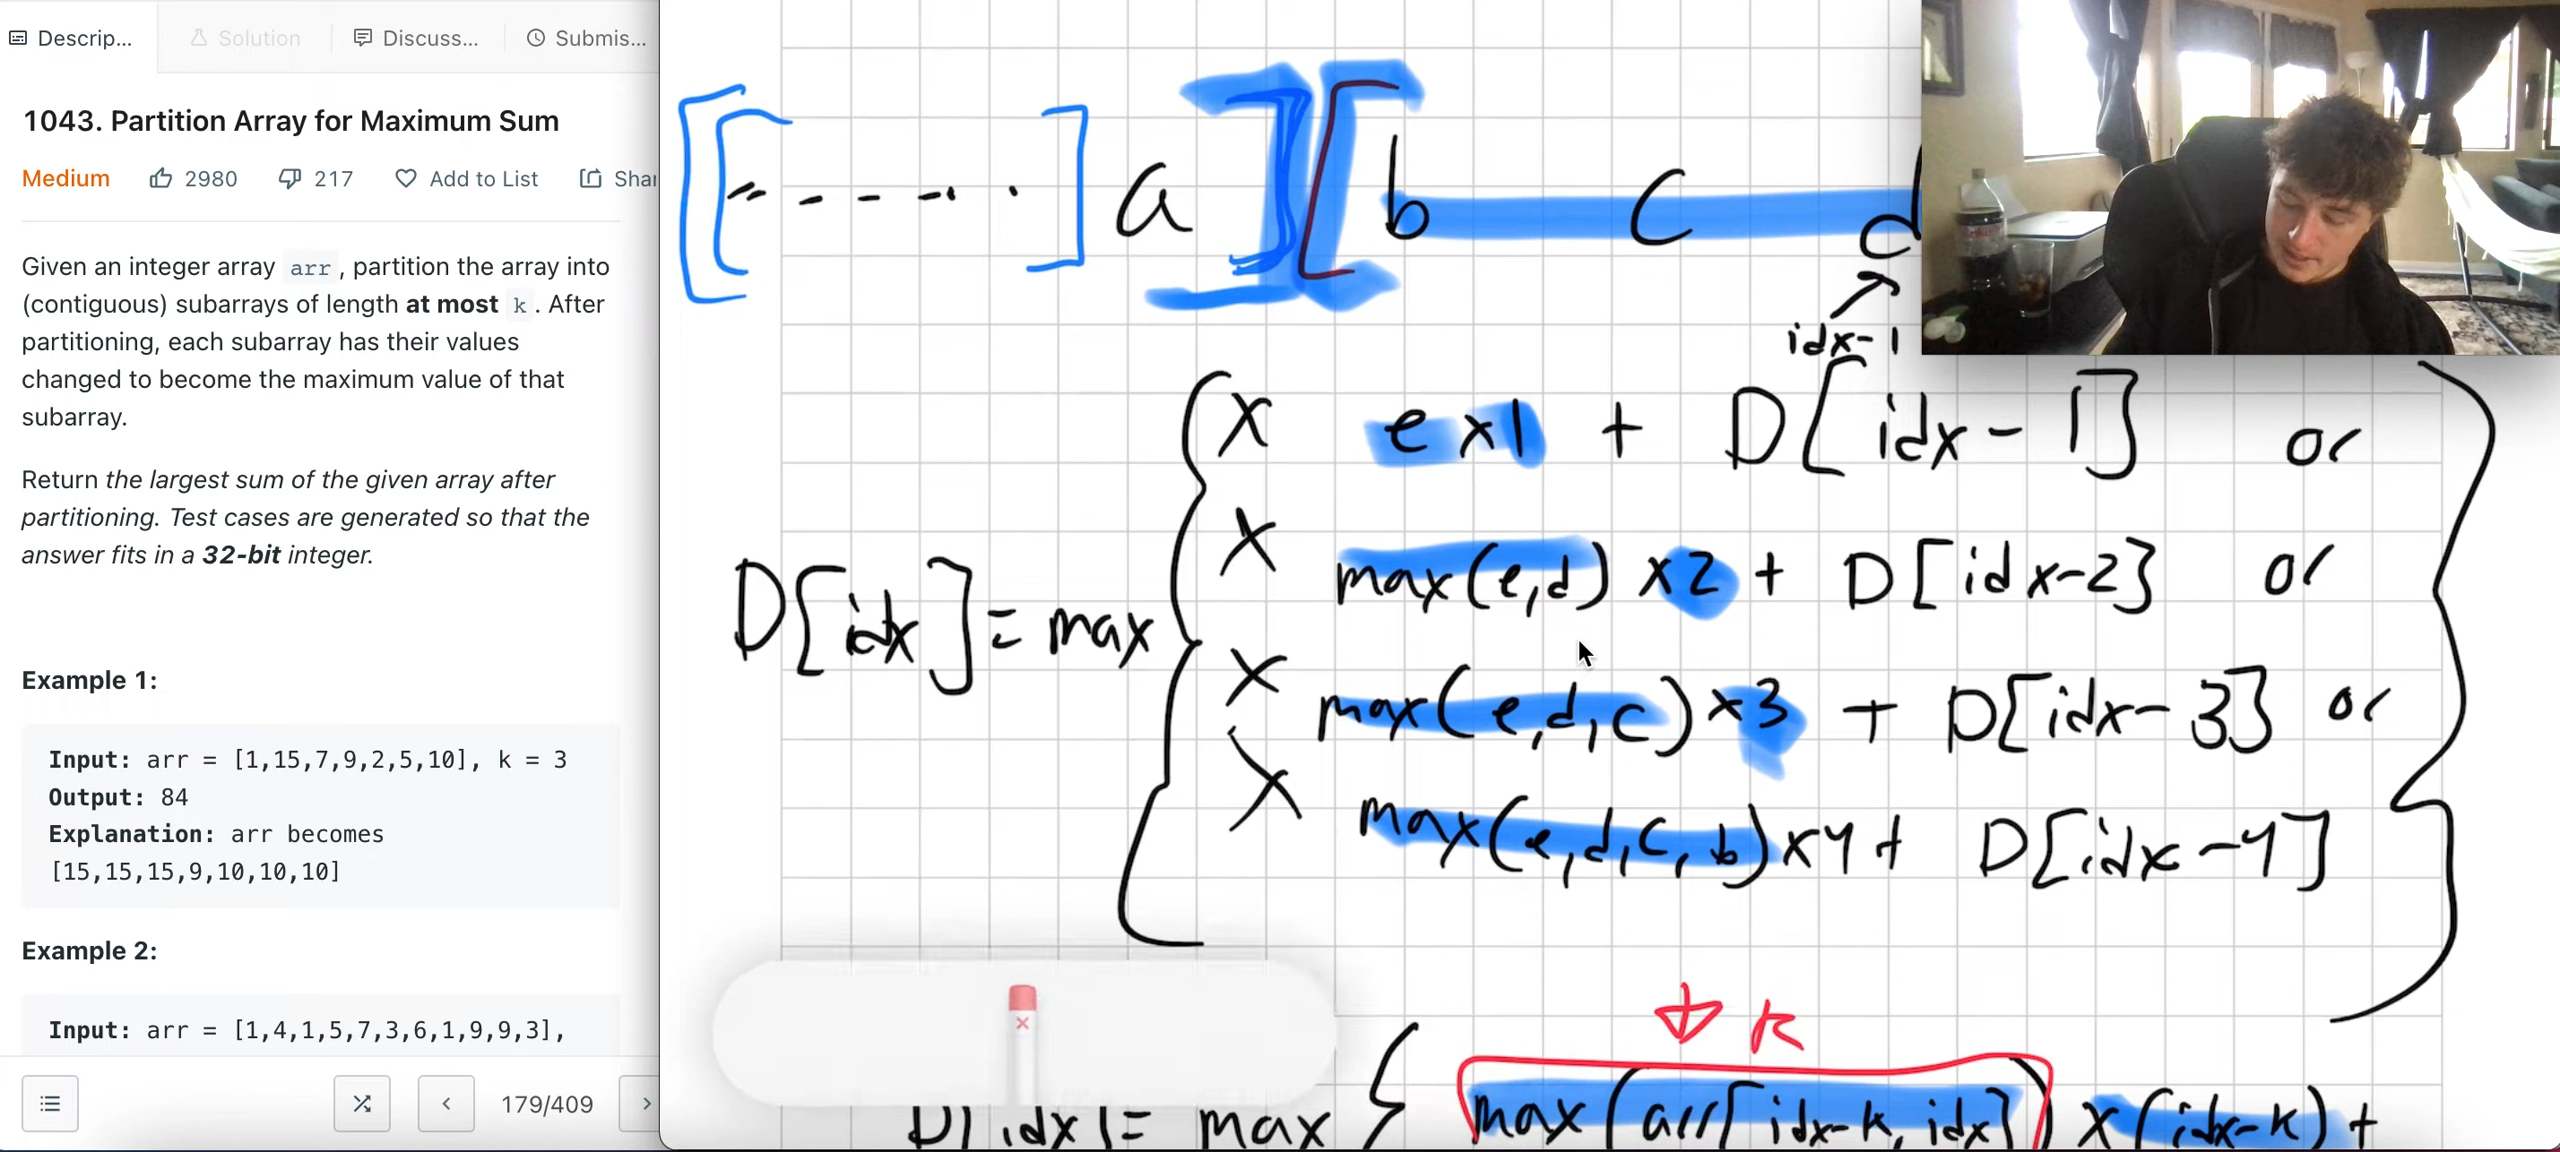 Descrip...
Solution
Discuss...
Submis...
1043. Partition Array for Maximum Sum
Medium 2980 217 Add to List Shar
Given an integer array arr , partition the array into
(contiguous) subarrays of length at most k . After
partitioning, each subarray has their values
changed to become the maximum value of that
subarray.
Return the largest sum of the given array after
partitioning. Test cases are generated so that the
answer fits in a 32-bit integer.
Example 1:
Input: arr = [1,15,7,9,2,5,10], k = 3
Output: 84
Explanation: arr becomes
[15,15,15,9,10,10,10]
Example 2:
Input: arr = [1,4,1,5,7,3,6,1,9,9,3],
179/409
[[-----·] a ] [ b c d
idx-1
x e x1 + D[idx-1] or
x max(e,d) x2 + D[idx-2] or
D[idx] = max
x max(e,d,c) x3 + D[idx-3] or
x max(e,d,c,b) x4 + D[idx-4]
k
D[idx] = max { max(arr[idx-k, idx]) x (idx-k) +